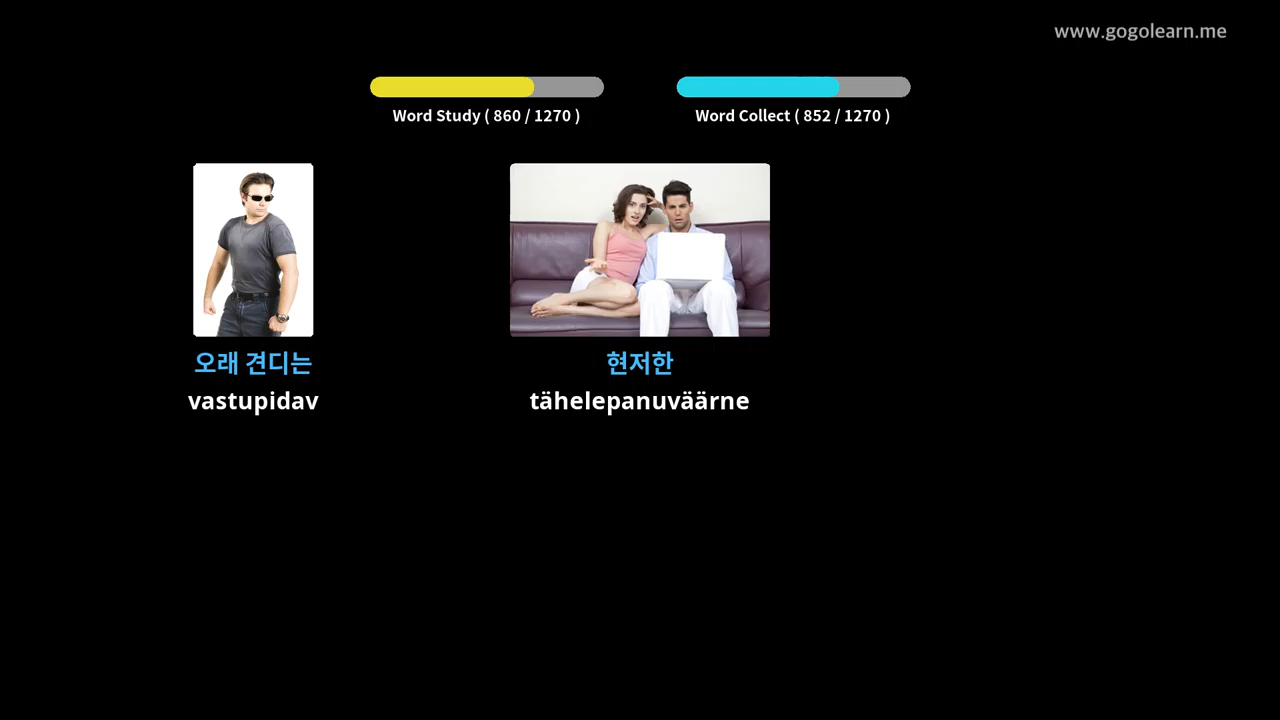 www.gogolearn.me
Word Study ( 860 / 1270 )
Word Collect ( 852 / 1270 )
오래 견디는
vastupidav
현저한
tähelepanuväärne